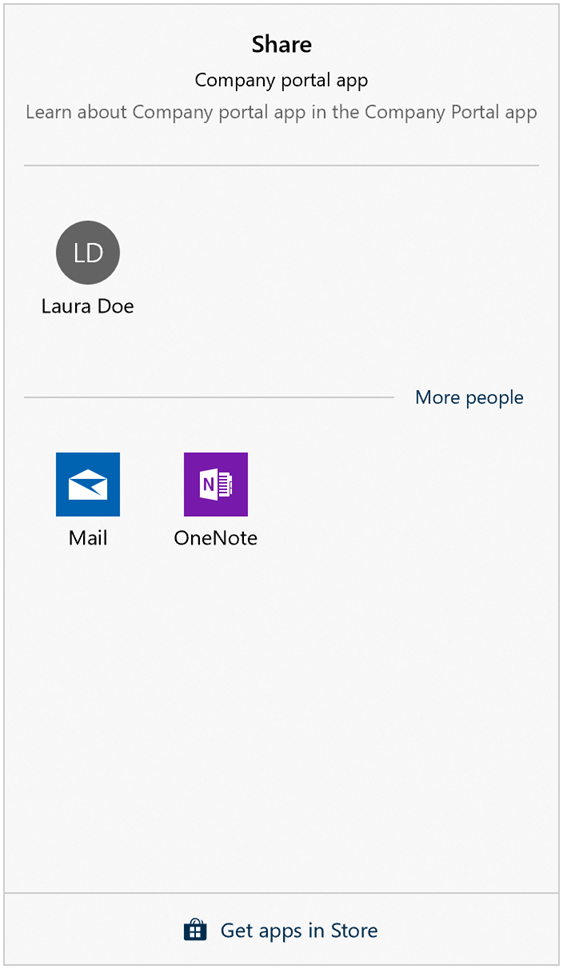 Share
Company portal app
Learn about Company portal app in the Company Portal app
LD
Laura Doe
More people
N
Mail OneNote
Get apps in Store